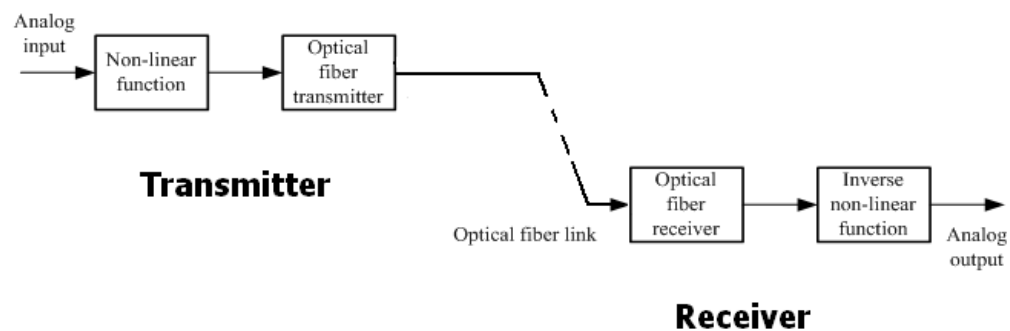 Analog
input
Non-linear
function
Optical
fiber
transmitter
Transmitter
Optical fiber link
Optical
fiber
receiver
Inverse
non-linear
function
Analog
output
Receiver